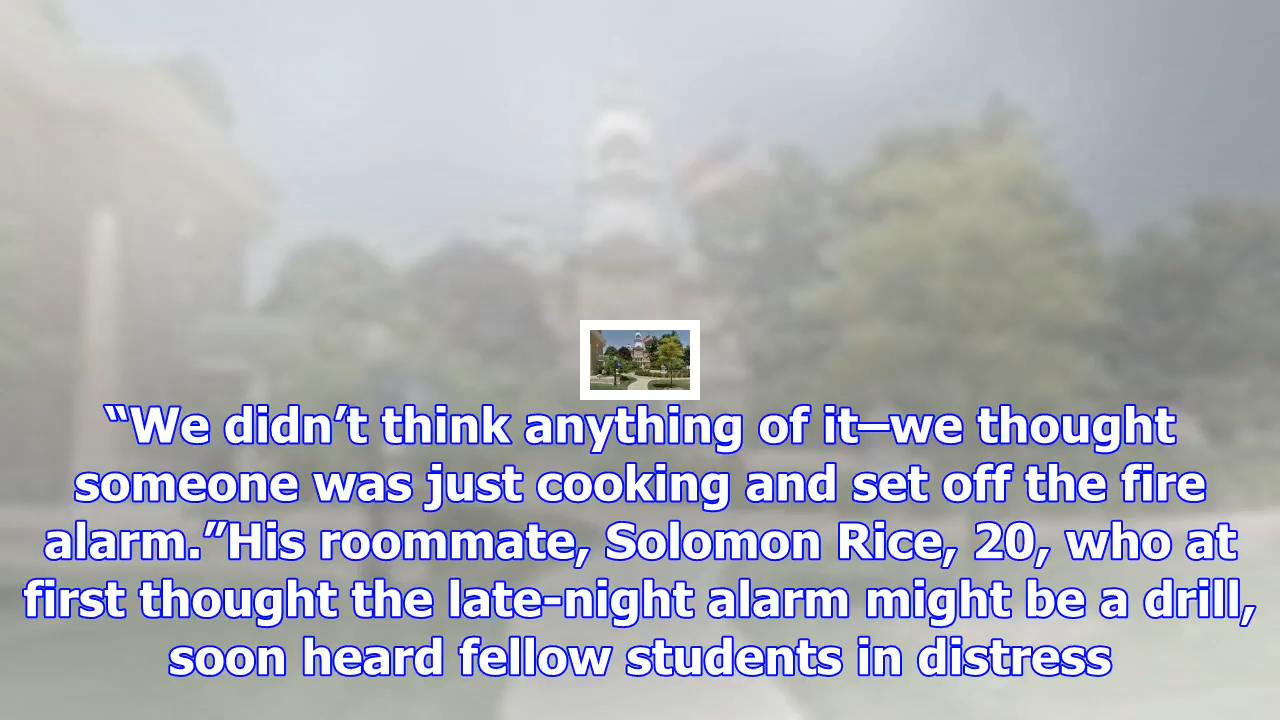 “We didn’t think anything of it—we thought
someone was just cooking and set off the fire
alarm.”His roommate, Solomon Rice, 20, who at
first thought the late-night alarm might be a drill,
soon heard fellow students in distress